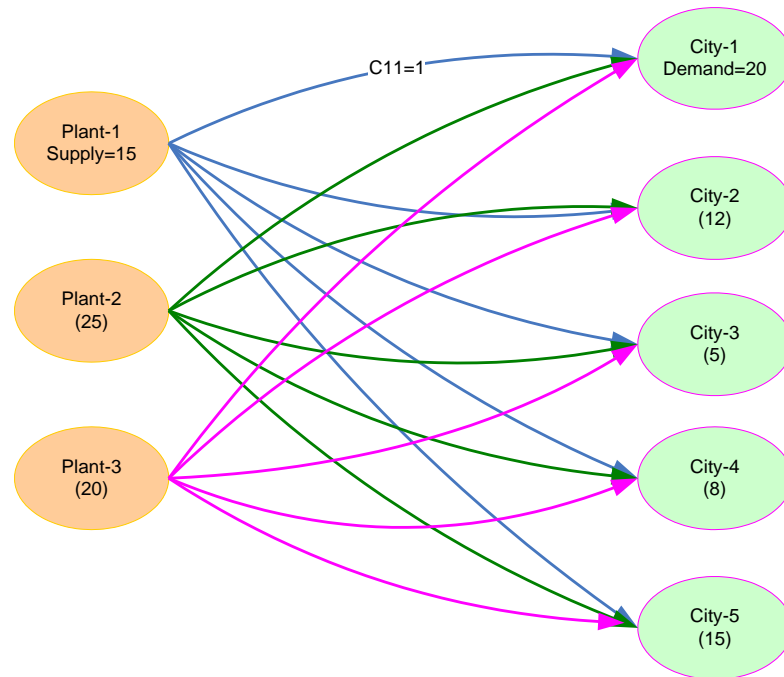 C11=1
Plant-1
Supply=15
Plant-2
(25)
Plant-3
(20)
City-1
Demand=20
City-2
(12)
City-3
(5)
City-4
(8)
City-5
(15)